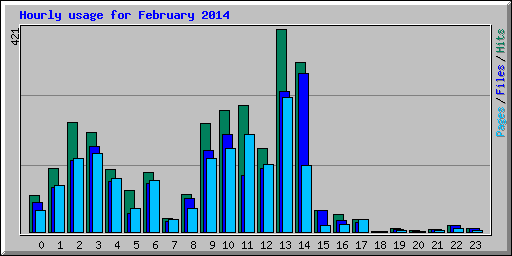 Hourly usage for February 2014
421
Pages / Files / Hits
0 1 2 3 4 5 6 7 8 9 10 11 12 13 14 15 16 17 18 19 20 21 22 23